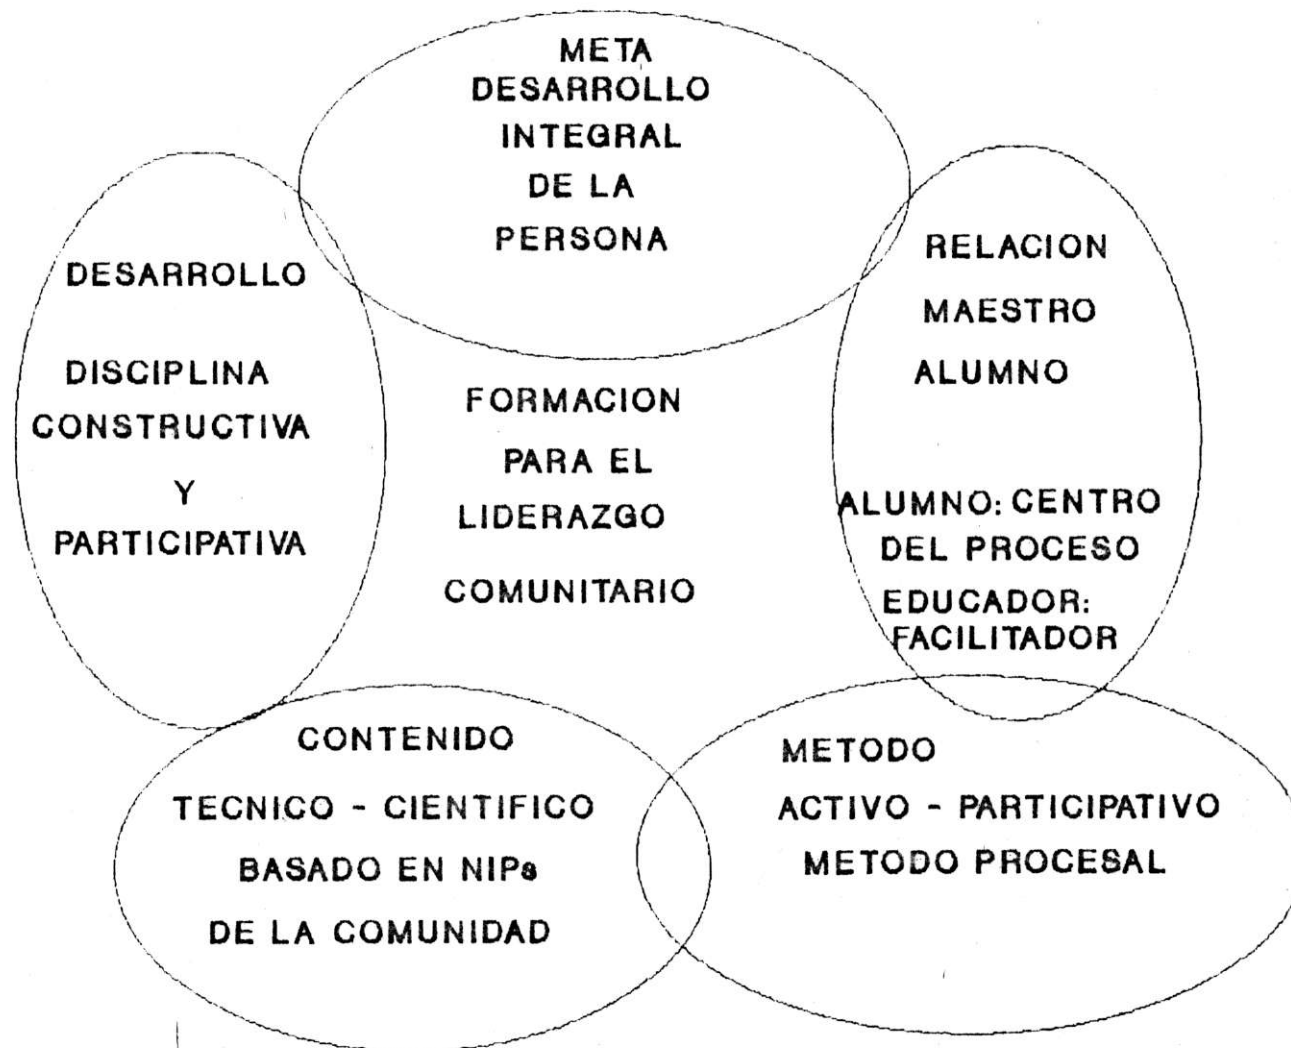 META
DESARROLLO
INTEGRAL
DE LA
PERSONA
DESARROLLO
DISCIPLINA
CONSTRUCTIVA
Y
PARTICIPATIVA
FORMACION
PARA EL
LIDERAZGO
COMUNITARIO
RELACION
MAESTRO
ALUMNO
ALUMNO: CENTRO
DEL PROCESO
EDUCADOR:
FACILITADOR
CONTENIDO
TECNICO - CIENTIFICO
BASADO EN NIPs
DE LA COMUNIDAD
METODO
ACTIVO - PARTICIPATIVO
METODO PROCESAL